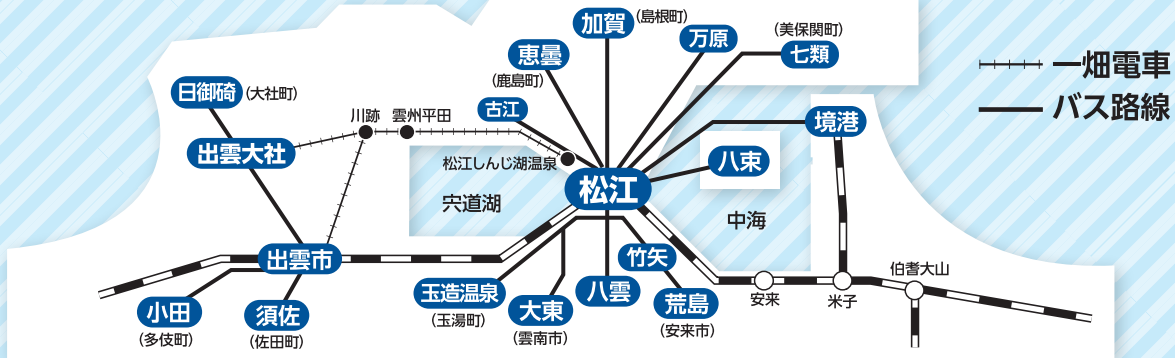 加賀
(島根町)
万原
(美保関町)
七類
恵曇
(鹿島町)
古江
一畑電車
バス路線
日御碕
(大社町)
川跡
雲州平田
境港
出雲大社
松江しんじ湖温泉
八束
松江
宍道湖
中海
出雲市
竹矢
伯耆大山
玉造温泉
(玉湯町)
大東
(雲南市)
八雲
荒島
(安来市)
安来
米子
小田
(多伎町)
須佐
(佐田町)